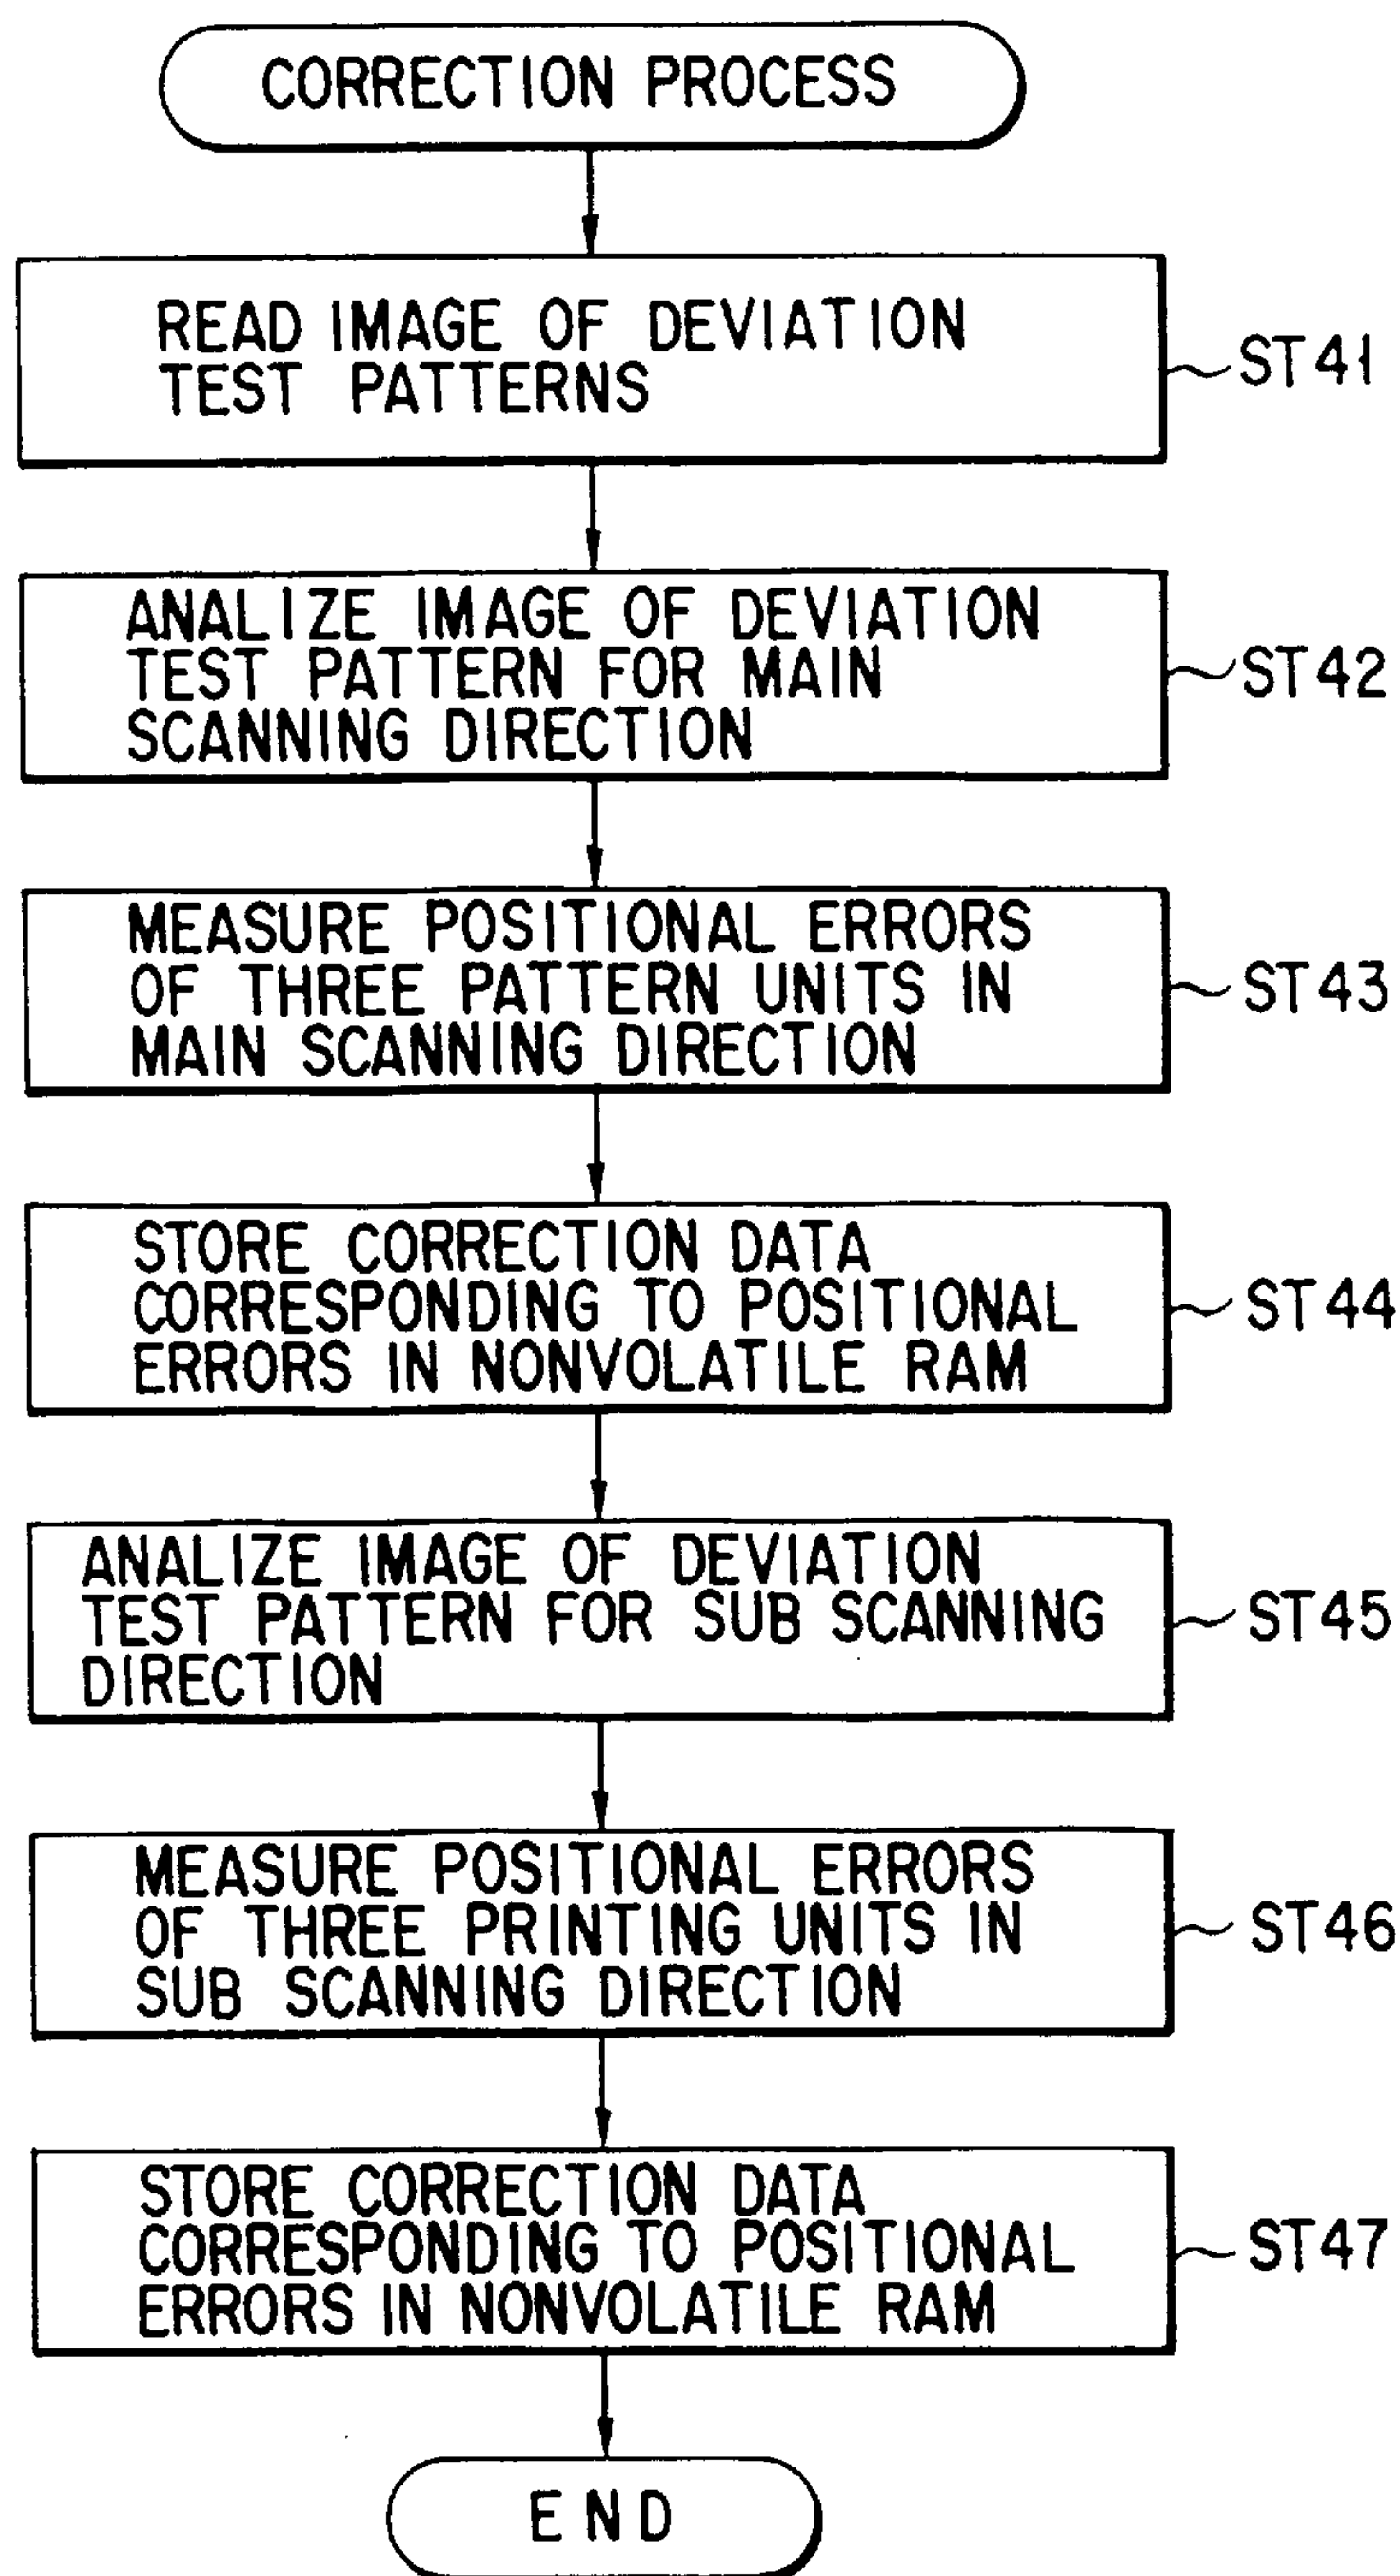 CORRECTION PROCESS
READ IMAGE OF DEVIATION
TEST PATTERNS
ST41
ANALIZE IMAGE OF DEVIATION
TEST PATTERN FOR MAIN
SCANNING DIRECTION
ST42
MEASURE POSITIONAL ERRORS
OF THREE PATTERN UNITS IN
MAIN SCANNING DIRECTION
ST43
STORE CORRECTION DATA
CORRESPONDING TO POSITIONAL
ERRORS IN NONVOLATILE RAM
ST44
ANALIZE IMAGE OF DEVIATION
TEST PATTERN FOR SUB SCANNING
DIRECTION
ST45
MEASURE POSITIONAL ERRORS
OF THREE PRINTING UNITS IN
SUB SCANNING DIRECTION
ST46
STORE CORRECTION DATA
CORRESPONDING TO POSITIONAL
ERRORS IN NONVOLATILE RAM
ST47
END